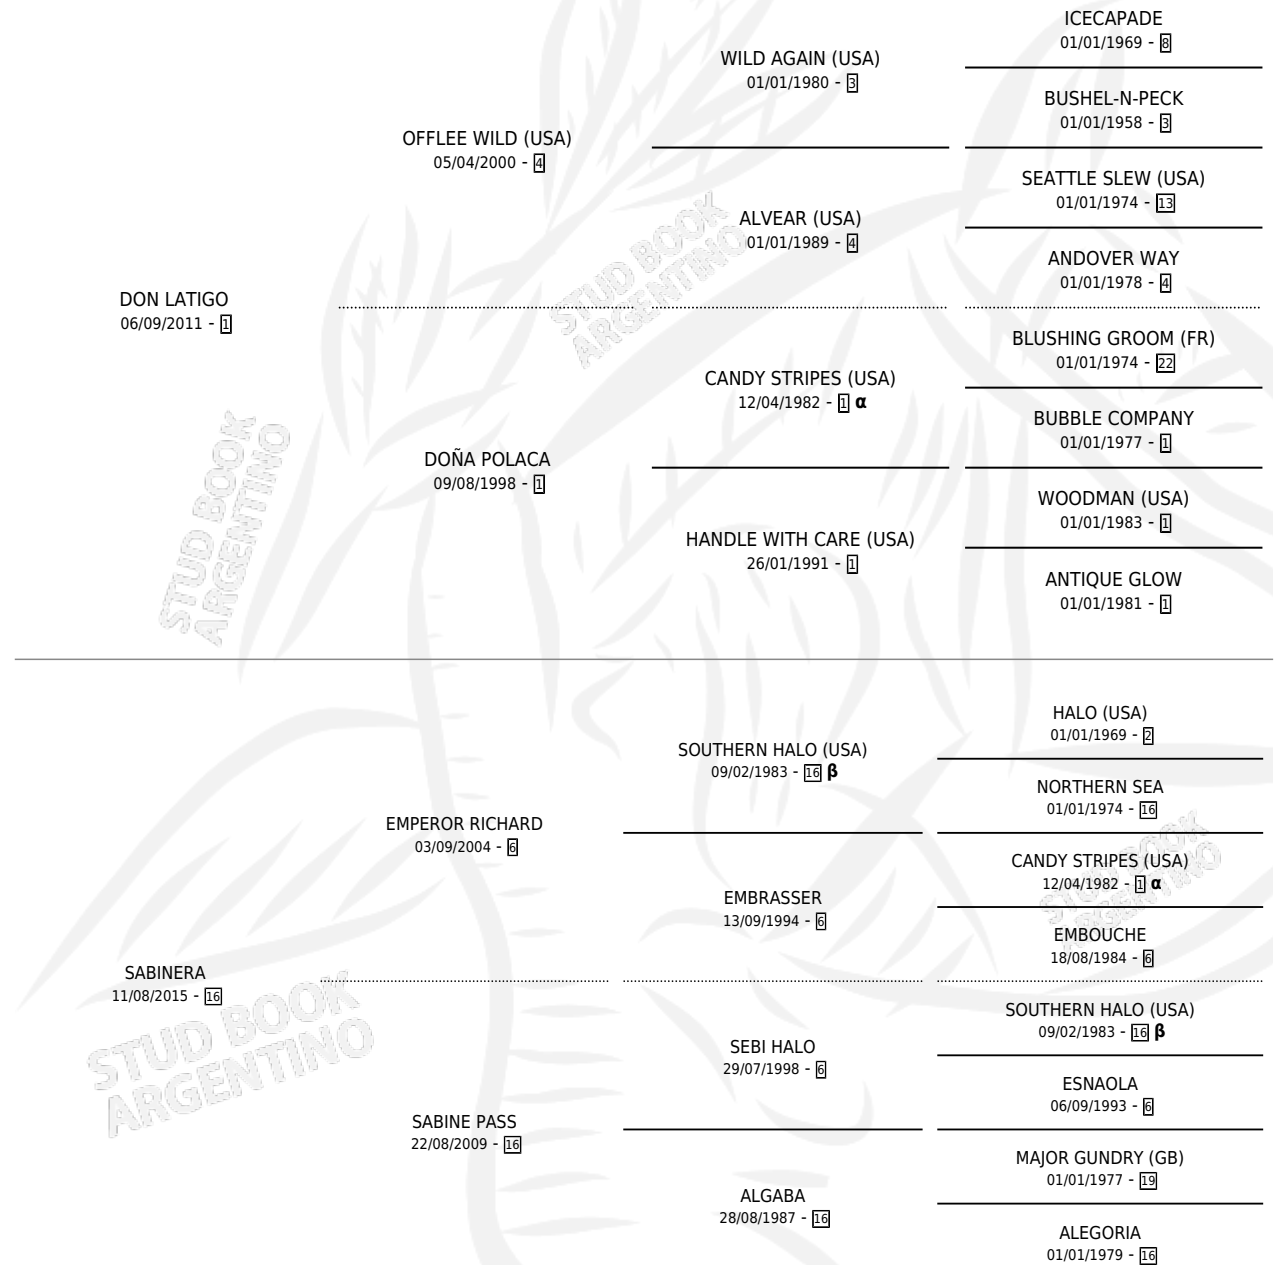 ICECAPADE
01/01/1969 - 8
WILD AGAIN (USA)
01/01/1980 - 3
BUSHEL-N-PECK
01/01/1958 - 3
OFFLEE WILD (USA)
05/04/2000 - 4
SEATTLE SLEW (USA)
01/01/1974 - 13
ALVEAR (USA)
01/01/1989 - 4
ANDOVER WAY
01/01/1978 - 4
DON LATIGO
06/09/2011 - 1
BLUSHING GROOM (FR)
01/01/1974 - 22
CANDY STRIPES (USA)
12/04/1982 - 1 α
BUBBLE COMPANY
01/01/1977 - 1
DOÑA POLACA
09/08/1998 - 1
WOODMAN (USA)
01/01/1983 - 1
HANDLE WITH CARE (USA)
26/01/1991 - 1
ANTIQUE GLOW
01/01/1981 - 1
HALO (USA)
01/01/1969 - 2
SOUTHERN HALO (USA)
09/02/1983 - 16 β
NORTHERN SEA
01/01/1974 - 16
EMPEROR RICHARD
03/09/2004 - 6
CANDY STRIPES (USA)
12/04/1982 - 1 α
EMBRASSER
13/09/1994 - 6
EMBOUCHE
18/08/1984 - 6
SABINERA
11/08/2015 - 16
SOUTHERN HALO (USA)
09/02/1983 - 16 β
SEBI HALO
29/07/1998 - 6
ESNAOLA
06/09/1993 - 6
SABINE PASS
22/08/2009 - 16
MAJOR GUNDRY (GB)
01/01/1977 - 19
ALGABA
28/08/1987 - 16
ALEGORIA
01/01/1979 - 16
STUD BOOK
ARGENTINO
STUD BOOK
ARGENTINO
STUD BOOK
ARGENTINO
STUD BOOK
ARGENTINO